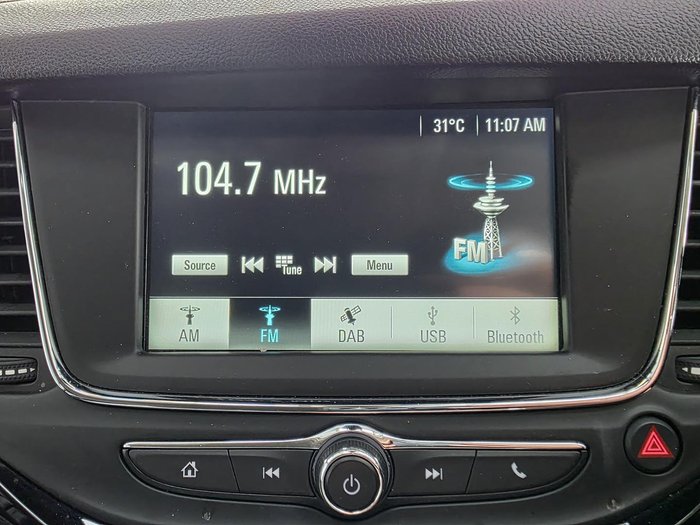 31°C 11:07 AM
104.7 MHz
FM
Source Tune Menu
AM FM DAB USB Bluetooth